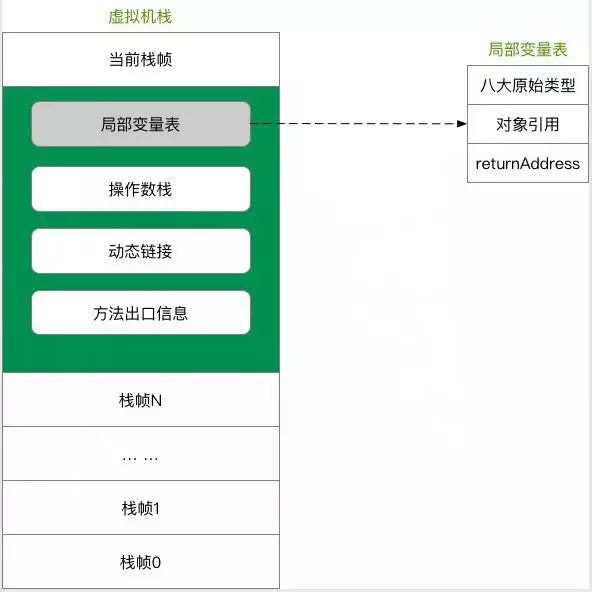 虚拟机栈
当前栈帧
局部变量表
操作数栈
动态链接
方法出口信息
栈帧N
... ...
栈帧1
栈帧0
局部变量表
八大原始类型
对象引用
returnAddress